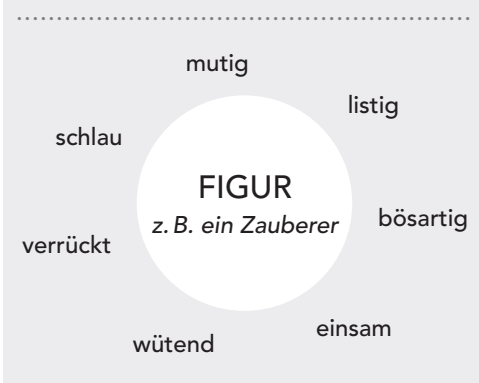 mutig
listig
schlau
FIGUR
z. B. ein Zauberer
bösartig
verrückt
einsam
wütend